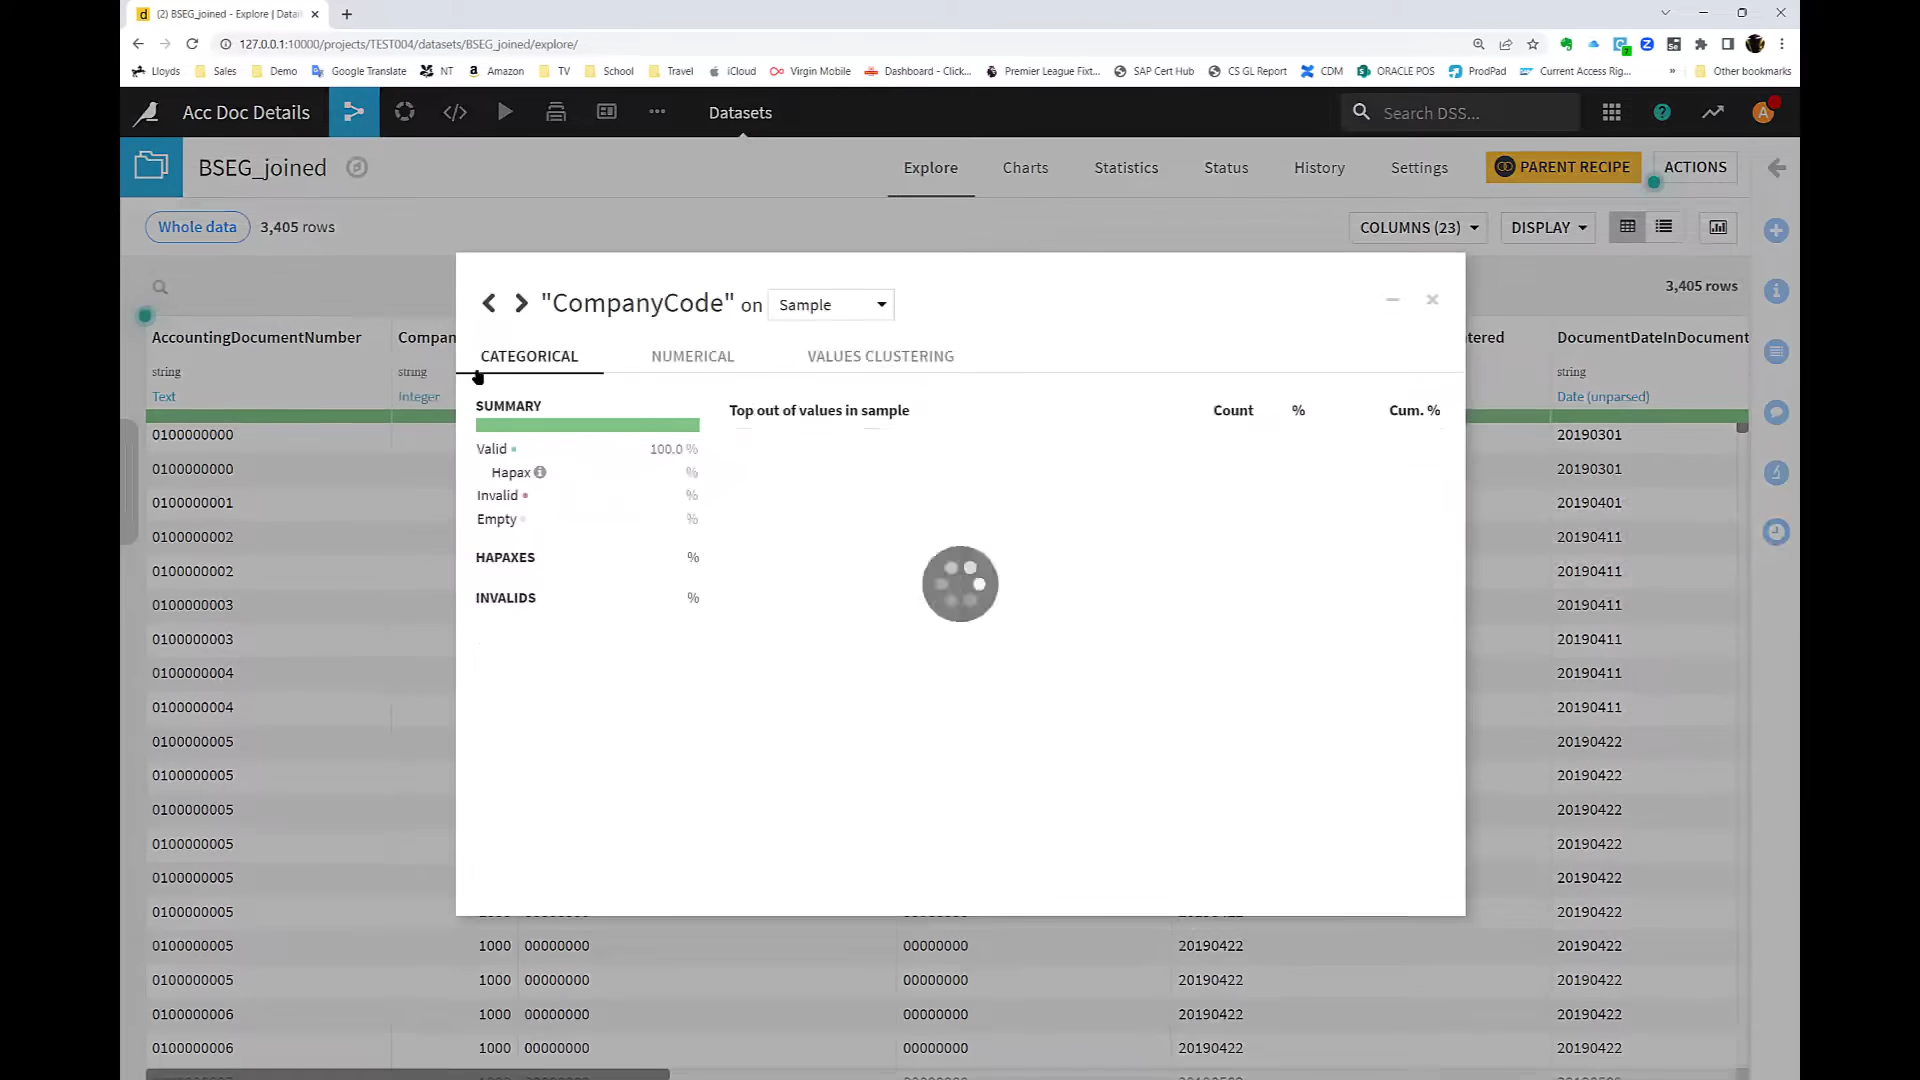 (2) BSEG_joined - Explore | Datai
127.0.0.1:10000/projects/TEST004/datasets/BSEG_joined/explore/
Lloyds Sales Demo Google Translate NT Amazon TV School Travel iCloud Virgin Mobile Dashboard - Click... Premier League Fixt... SAP Cert Hub CS GL Report CDM ORACLE POS ProdPad Current Access Rig... » Other bookmarks
Acc Doc Details Datasets Search DSS... A
BSEG_joined Explore Charts Statistics Status History Settings PARENT RECIPE ACTIONS
Whole data 3,405 rows COLUMNS (23) DISPLAY
3,405 rows
"CompanyCode" on Sample
AccountingDocumentNumber Compan tered DocumentDateInDocument
CATEGORICAL NUMERICAL VALUES CLUSTERING
string string string
Text Integer Date (unparsed)
SUMMARY Top out of values in sample Count % Cum. %
Valid 100.0 %
Hapax %
Invalid %
Empty %
HAPAXES %
INVALIDS %
0100000000 20190301
0100000000 20190301
0100000001 20190401
0100000002 20190411
0100000002 20190411
0100000003 20190411
0100000003 20190411
0100000004 20190411
0100000004 20190411
0100000005 20190422
0100000005 20190422
0100000005 20190422
0100000005 20190422
0100000005 20190422
0100000005 20190422
0100000005 1000 00000000 00000000 20190422 20190422
0100000005 1000 00000000 00000000 20190422 20190422
0100000006 1000 00000000 00000000 20190422 20190422
0100000006 1000 00000000 00000000 20190422 20190422